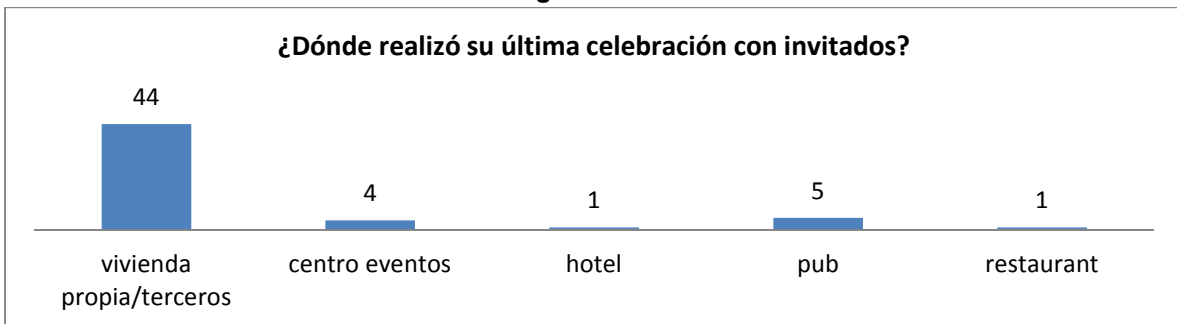 ¿Dónde realizó su última celebración con invitados?
44
4
1
5
1
vivienda
propia/terceros
centro eventos
hotel
pub
restaurant